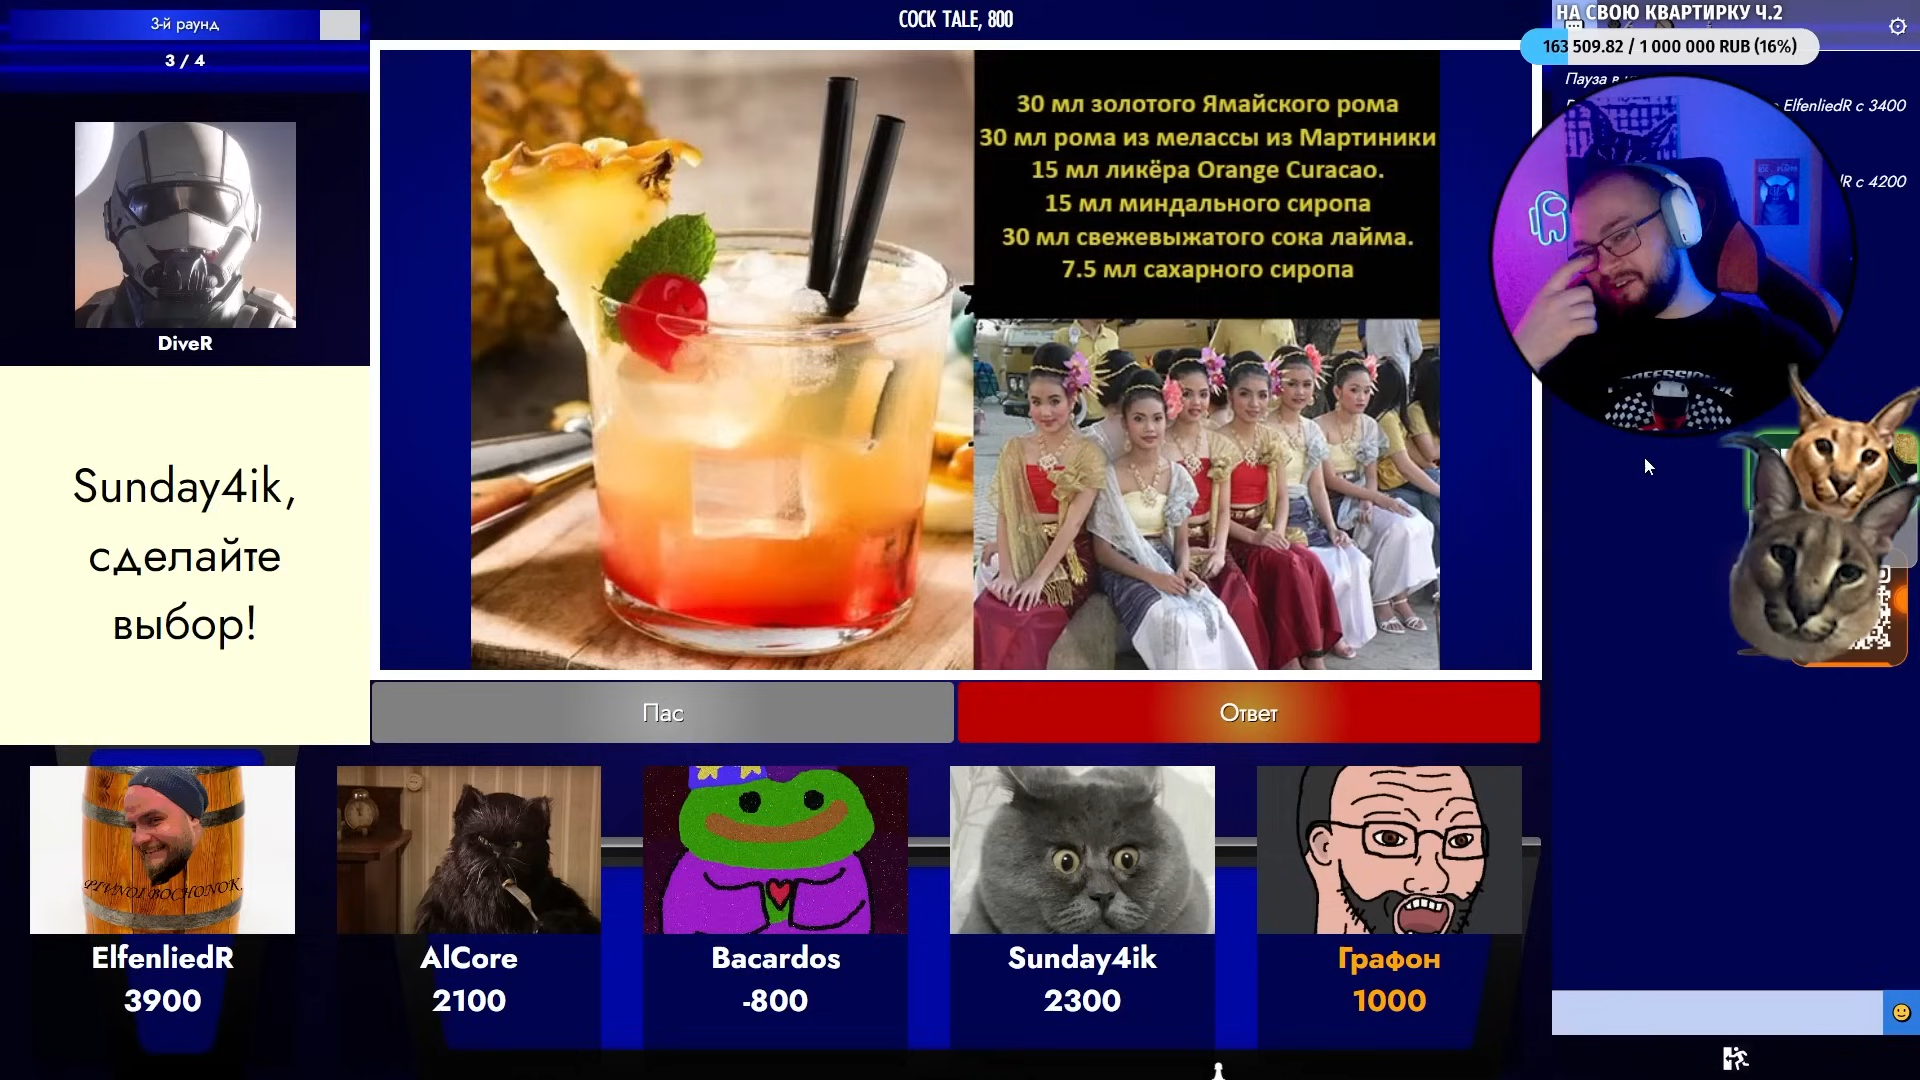 3-й раунд
3 / 4
DiveR
Sunday4ik,
сделайте
выбор!
COCK TALE, 800
30 мл золотого Ямайского рома
30 мл рома из мелассы из Мартиники
15 мл ликёра Orange Curacao.
15 мл миндального сиропа
30 мл свежевыжатого сока лайма.
7.5 мл сахарного сиропа
Пас
Ответ
НА СВОЮ КВАРТИРКУ Ч.2
163 509.82 / 1 000 000 RUB (16%)
Пауза в
ElfenliedR с 3400
с 4200
PIVNOI BOCHONOK.
ElfenliedR
3900
AlCore
2100
Bacardos
-800
Sunday4ik
2300
Графон
1000